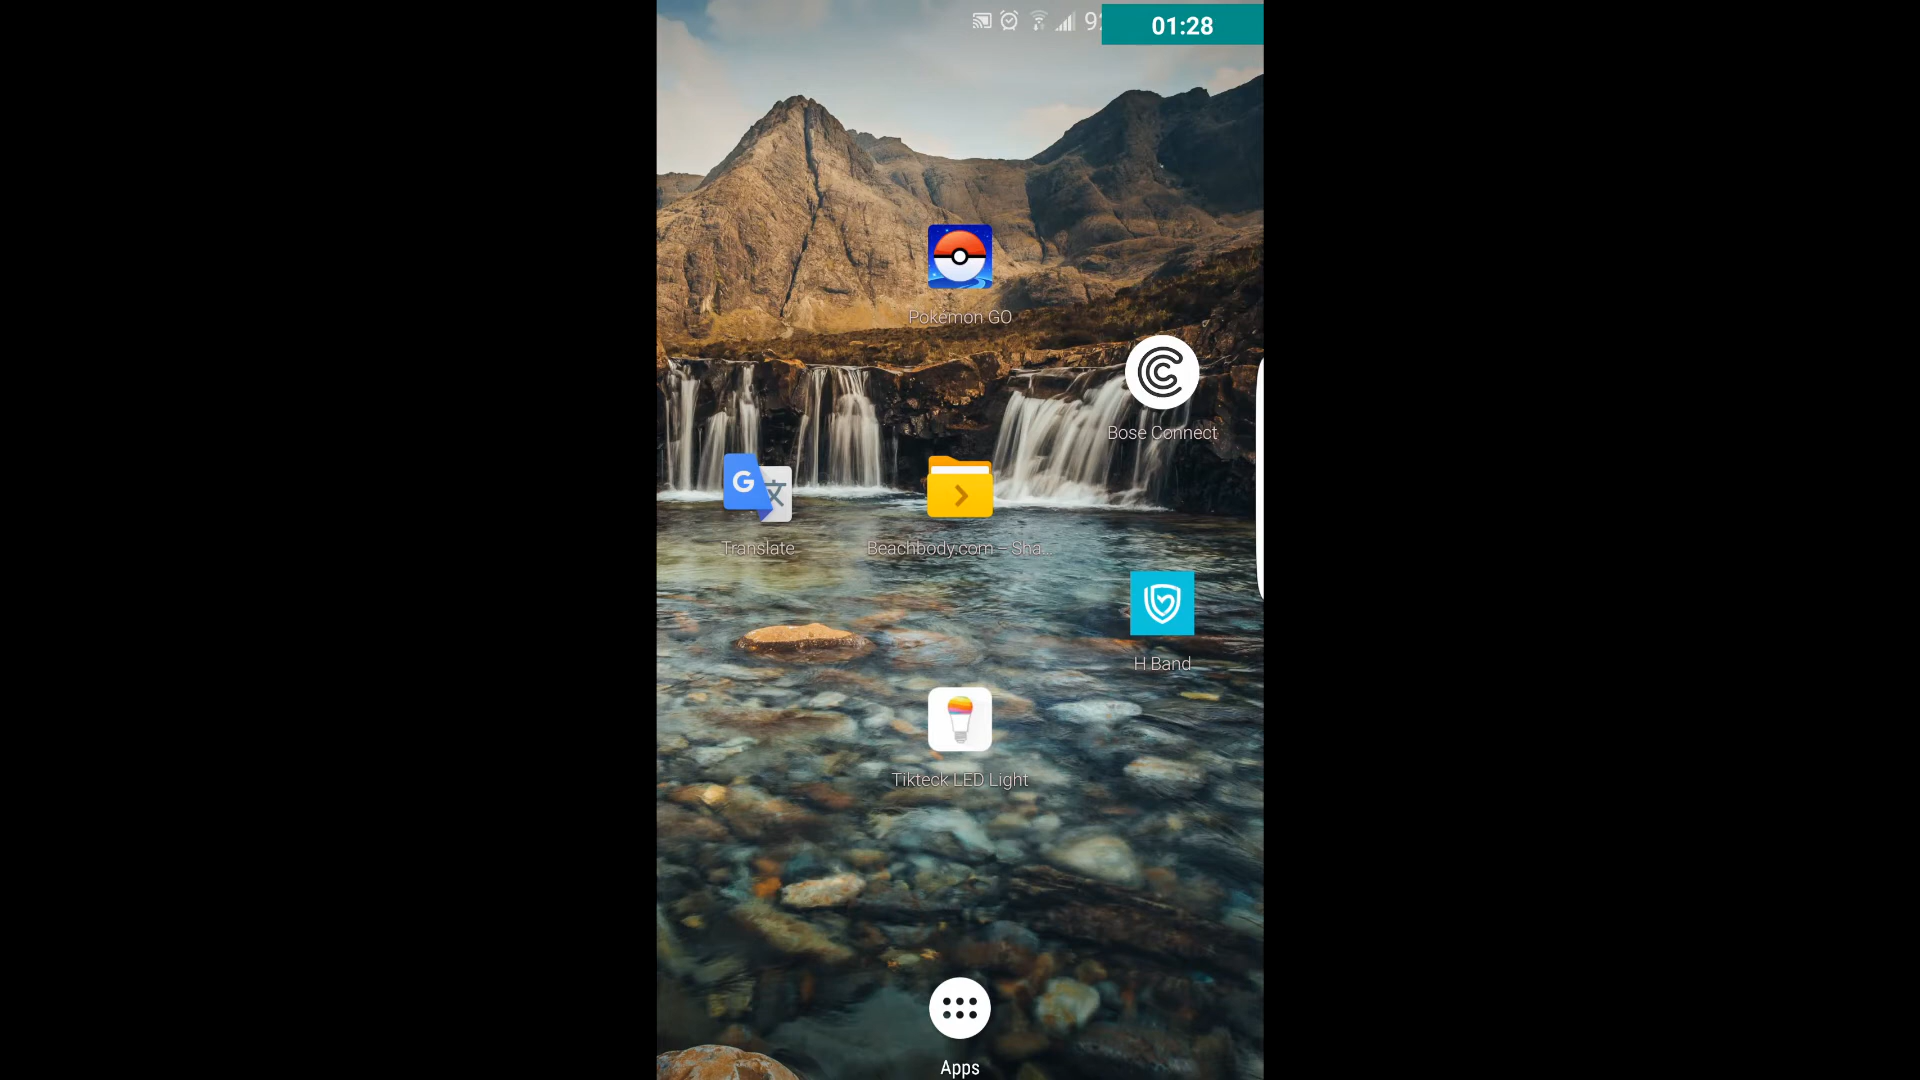 01:28
Pokémon GO
Bose Connect
G
Translate
Beachbody.com – Sha...
H Band
Tikteck LED Light
Apps